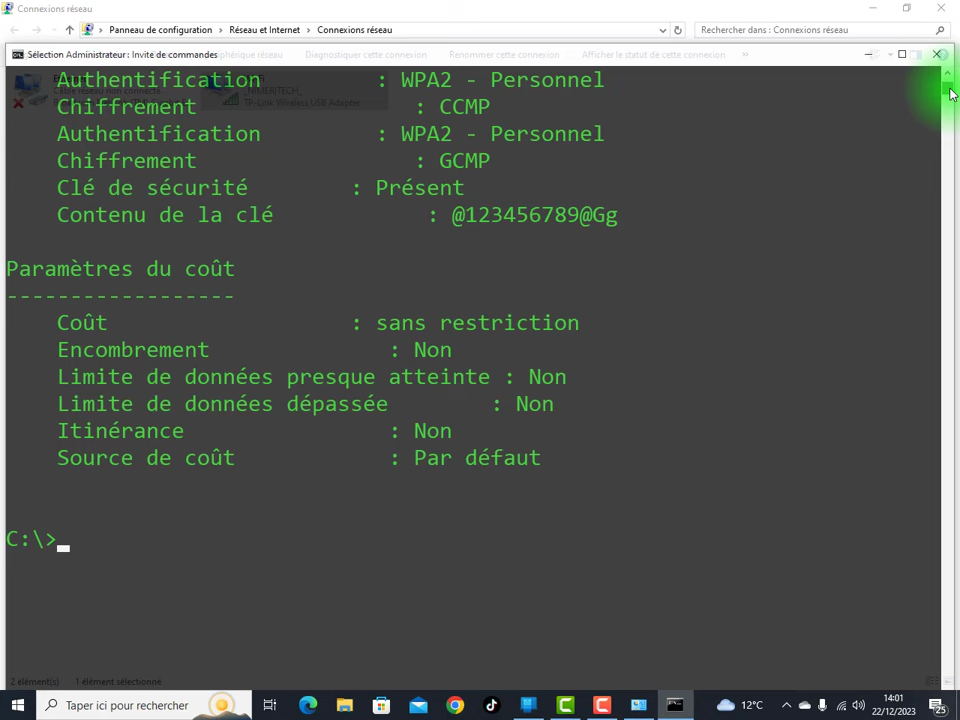 Connexions réseau
Panneau de configuration > Réseau et Internet > Connexions réseau
Rechercher dans : Connexions réseau
Sélection Administrateur : Invite de commandes
Diagnostiquer cette connexion
Renommer cette connexion
Afficher le statut de cette connexion »
Authentification : WPA2 - Personnel
TP-Link Wireless USB Adapter
Chiffrement : CCMP
Authentification : WPA2 - Personnel
Chiffrement : GCMP
Clé de sécurité : Présent
Contenu de la clé : @123456789@Gg
Paramètres du coût
------------------
Coût : sans restriction
Encombrement : Non
Limite de données presque atteinte : Non
Limite de données dépassée : Non
Itinérance : Non
Source de coût : Par défaut
C:\>
2 élément(s) 1 élément sélectionné
Taper ici pour rechercher
12°C
14:01
22/12/2023
25